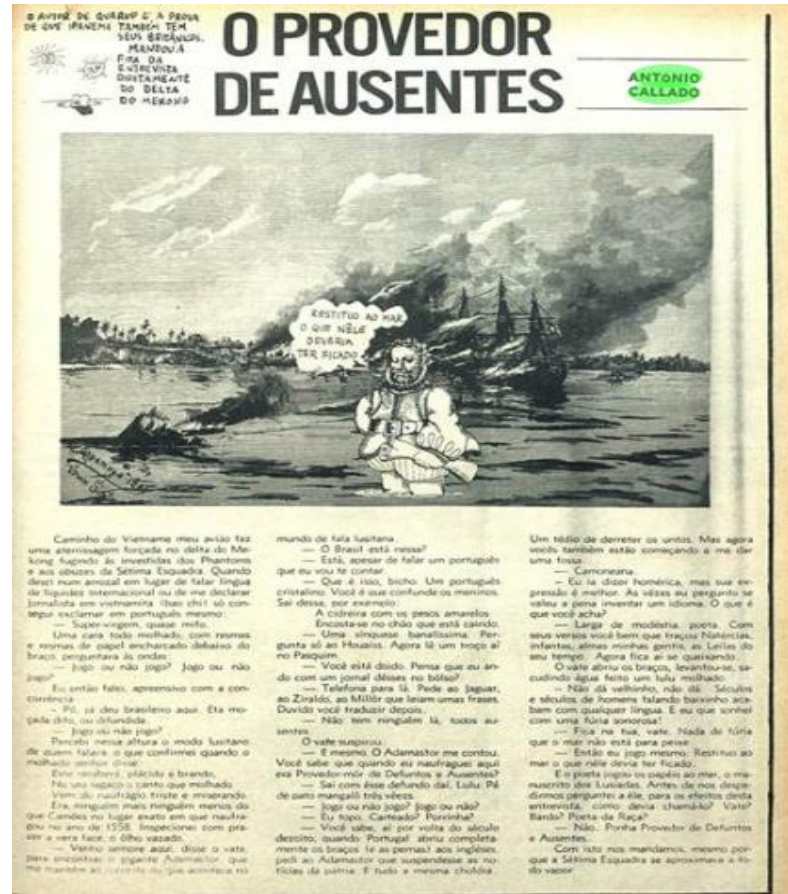 O AUTOR DE QUARUP É A PROVA
DE QUE IPANEMA TAMBÉM TEM
SEUS BRITÂNICOS.
MANDOU A
FITA DA
ENTREVISTA
DIRETAMENTE
DO DELTA
DO MEKONG
O PROVEDOR
DE AUSENTES
ANTONIO
CALLADO
RESTITUO AO MAR
O QUE NÊLE
DEVERIA
TER FICADO
Caminho do Vietname meu avião faz
uma aterrissagem forçada no delta do Me-
kong fugindo às investidas dos Phantoms
e aos obuzes da Sétima Esquadra. Quando
desci num arrozal em lugar de falar língua
de liquidez internacional ou de me declarar
jornalista em vietnamita (bao chi) só con-
segui exclamar em português mesmo:
— Super-virgem, quase mifo.
Uma cara todo molhado, com resmas
e resmas de papel encharcado debaixo do
braço, perguntava às ondas:
— Jogo ou não jogo? Jogo ou não
jogo?
Eu então falo, apreensivo com a con-
corrência
— Pô, já deu brasileiro aqui. Eta mo-
çada dito, ou difundida.
— Jogo ou não jogo?
Percebi nessa altura o modo lusitano
de quem falava, o que confirmei quando o
molhado senhor disse:
Este receberá, plácido e brando,
No seu regaço o canto que molhado
Vem do naufrágio triste e miserando.
Era, ninguém mais ninguém menos do
que Camões no lugar exato em que naufra-
gou no ano de 1558. Inspecionei com pra-
zer a vera face, o ôlho vazado.
— Venho sempre aqui, disse o vate,
para encontrar o gigante Adamastor, que
me mantém ao corrente do que acontece no
mundo de fala lusitana.
— O Brasil está nessa?
— Está, apesar de falar um português
que eu vou te contar.
— Que é isso, bicho. Um português
cristalino. Você é que confunde os meninos.
Sai dessa, por exemplo:
A cidreira com os pesos amarelos
Encosta-se no chão que está caindo.
— Uma sínquese banalíssima. Per-
gunta só ao Houaiss. Agora lê um troço aí
no Pasquim.
— Você está doido. Pensa que eu an-
do com um jornal dêsses no bôlso?
— Telefona para lá. Pede ao Jaguar,
ao Ziraldo, ao Millôr que leiam umas frases.
Duvido você traduzir depois.
— Não tem ninguém lá, todos au-
sentes.
O vate suspirou:
— É mesmo. O Adamastor me contou.
Você sabe que quando eu naufraguei aqui
era Provedor-mór de Defuntos e Ausentes?
— Sai com êsse defundo daí, Lulu. Pé
de pato mangalô três vêzes.
— Jogo ou não jogo? Jogo ou não?
— Eu topo. Carteado? Porrinha?
— Você sabe, aí por volta do século
dezoito, quando Portugal abriu completa-
mente os braços (e as pernas) aos inglêses,
pedi ao Adamastor que suspendesse as no-
tícias da pátria. É tudo a mesma choldra.
Um tédio de derreter os untos. Mas agora
vocês também estão começando a me dar
uma fossa...
— Camoneana.
— Eu ia dizer homérica, mas sua ex-
pressão é melhor. Às vêzes eu pergunto se
valeu a pena inventar um idioma. O que é
que você acha?
— Larga de modéstia, poeta. Com
seus versos você bem que traçou Natércias,
infantas, almas minhas gentis, as Leilas do
seu tempo. Agora fica aí se queixando.
O vate abriu os braços, levantou-se, sa-
cudindo água feito um lulu molhado
— Não dá velhinho, não dá. Séculos
e séculos de homens falando baixinho aca-
bam com qualquer língua. E eu que sonhei
com uma fúria sonorosa!
— Fica na tua, vate. Nada de fúria
que o mar não está para peixe.
— Então eu jogo mesmo. Restituo ao
mar o que nêle devia ter ficado.
E o poeta jogou os papéis ao mar, o ma-
nuscrito dos Lusíadas. Antes de nos despe-
dirmos perguntei a êle, para os efeitos desta
entrevista, como devia chamá-lo? Vate?
Bardo? Poeta da Raça?
— Não. Ponha Provedor de Defuntos
e Ausentes.
Com isto nos mandamos, mesmo por-
que a Sétima Esquadra se aproximava a to-
do vapor.